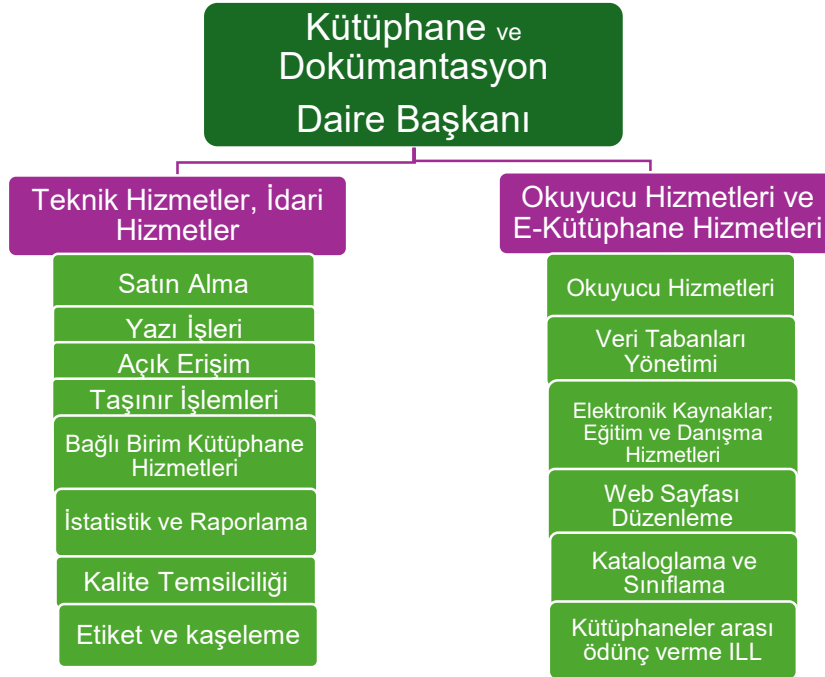 Kütüphane ve
Dokümantasyon
Daire Başkanı
Teknik Hizmetler, İdari
Hizmetler
Satın Alma
Yazı İşleri
Açık Erişim
Taşınır İşlemleri
Bağlı Birim Kütüphane
Hizmetleri
İstatistik ve Raporlama
Kalite Temsilciliği
Etiket ve kaşeleme
Okuyucu Hizmetleri ve
E-Kütüphane Hizmetleri
Okuyucu Hizmetleri
Veri Tabanları
Yönetimi
Elektronik Kaynaklar;
Eğitim ve Danışma
Hizmetleri
Web Sayfası
Düzenleme
Kataloglama ve
Sınıflama
Kütüphaneler arası
ödünç verme ILL